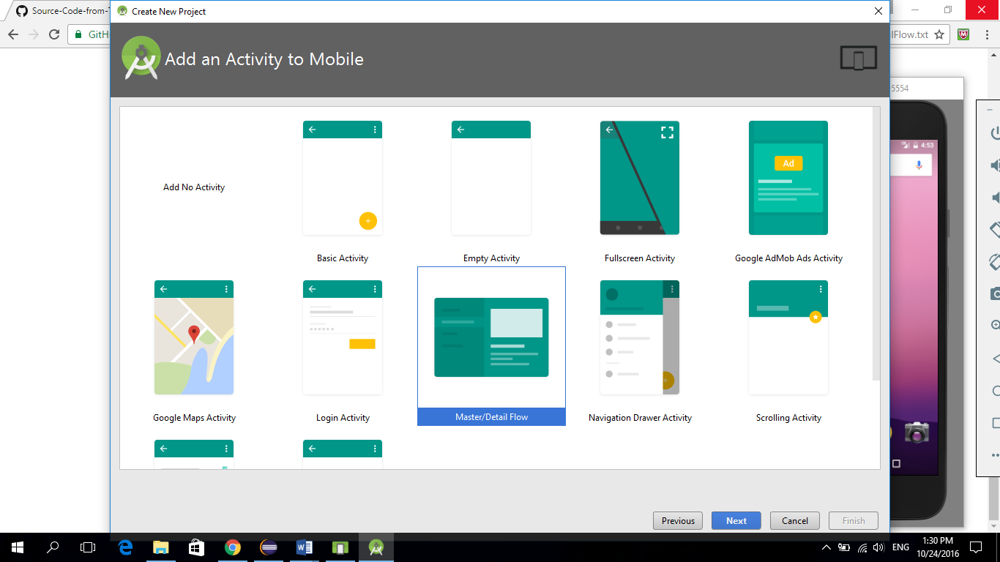 Source-Code-from-
Create New Project
GitH
lFlow.txt
Add an Activity to Mobile
5554
4:53
Ad
Add No Activity
Basic Activity
Empty Activity
Fullscreen Activity
Google AdMob Ads Activity
Google Maps Activity
Login Activity
Master/Detail Flow
Navigation Drawer Activity
Scrolling Activity
Previous
Next
Cancel
Finish
ENG
1:30 PM
10/24/2016